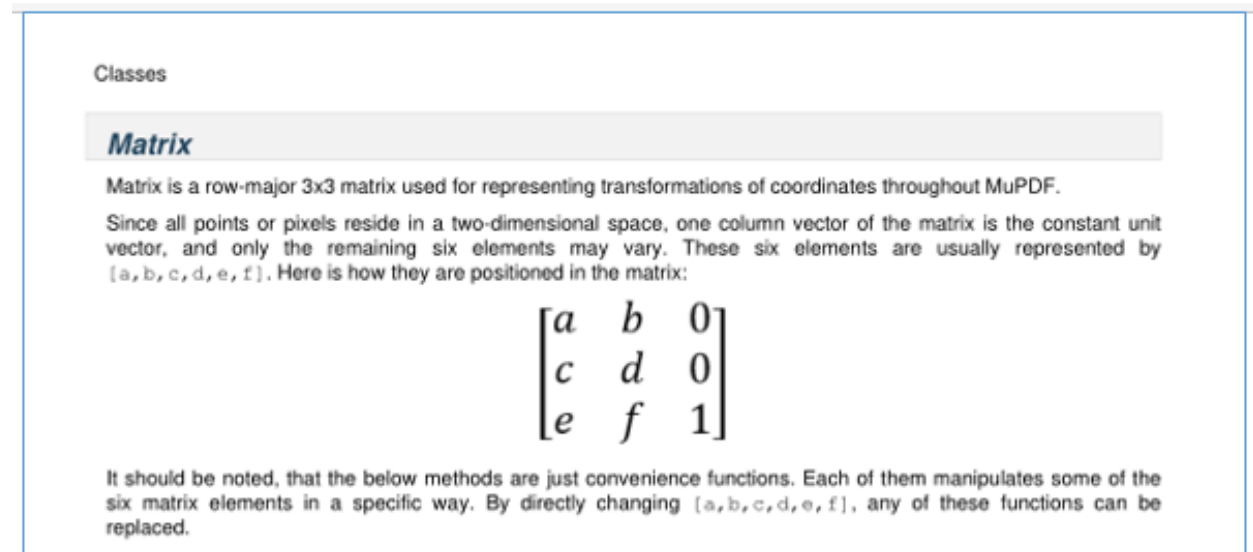 Classes
Matrix
Matrix is a row-major 3x3 matrix used for representing transformations of coordinates throughout MuPDF.
Since all points or pixels reside in a two-dimensional space, one column vector of the matrix is the constant unit
vector, and only the remaining six elements may vary. These six elements are usually represented by
[a,b,c,d,e,f]. Here is how they are positioned in the matrix:
a b 0
c d 0
e f 1
It should be noted, that the below methods are just convenience functions. Each of them manipulates some of the
six matrix elements in a specific way. By directly changing [a,b,c,d,e,f], any of these functions can be
replaced.